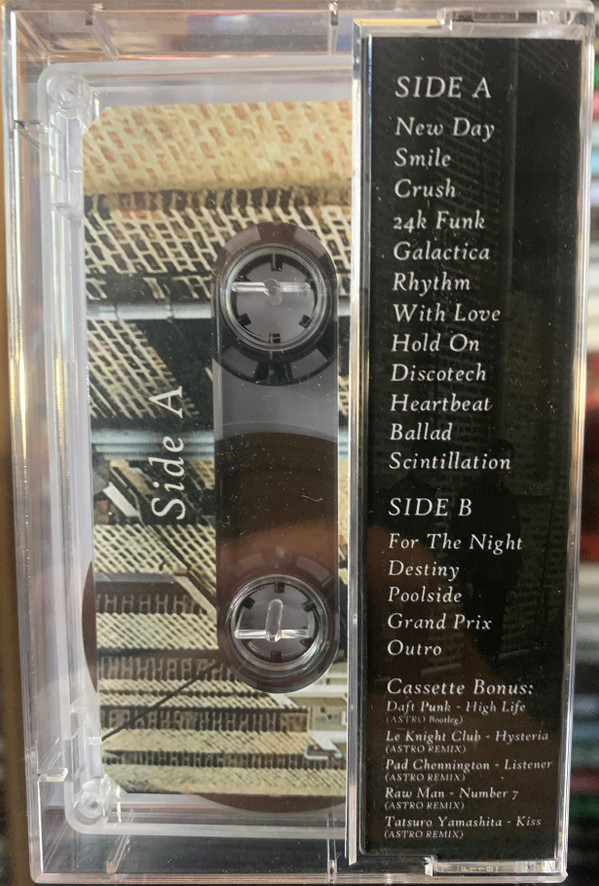 Side A
SIDE A
New Day
Smile
Crush
24k Funk
Galactica
Rhythm
With Love
Hold On
Discotech
Heartbeat
Ballad
Scintillation
SIDE B
For The Night
Destiny
Poolside
Grand Prix
Outro
Cassette Bonus:
Daft Punk - High Life
(ASTRO Bootleg)
Le Knight Club - Hysteria
(ASTRO REMIX)
Pad Chennington - Listener
(ASTRO REMIX)
Raw Man - Number 7
(ASTRO REMIX)
Tatsuro Yamashita - Kiss
(ASTRO REMIX)